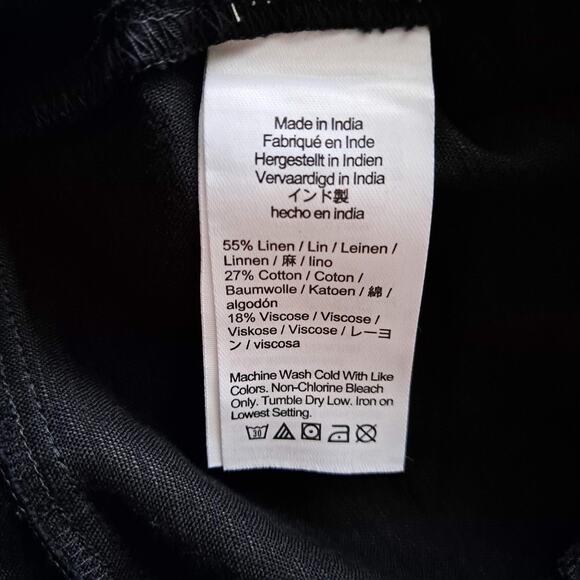 Made in India
Fabriqué en Inde
Hergestellt in Indien
Vervaardigd in India
インド製
hecho en india
55% Linen / Lin / Leinen /
Linnen / 麻 / lino
27% Cotton / Coton /
Baumwolle / Katoen / 綿 /
algodón
18% Viscose / Viscose /
Viskose / Viscose / レーヨ
ン / viscosa
Machine Wash Cold With Like
Colors. Non-Chlorine Bleach
Only. Tumble Dry Low. Iron on
Lowest Setting.
30